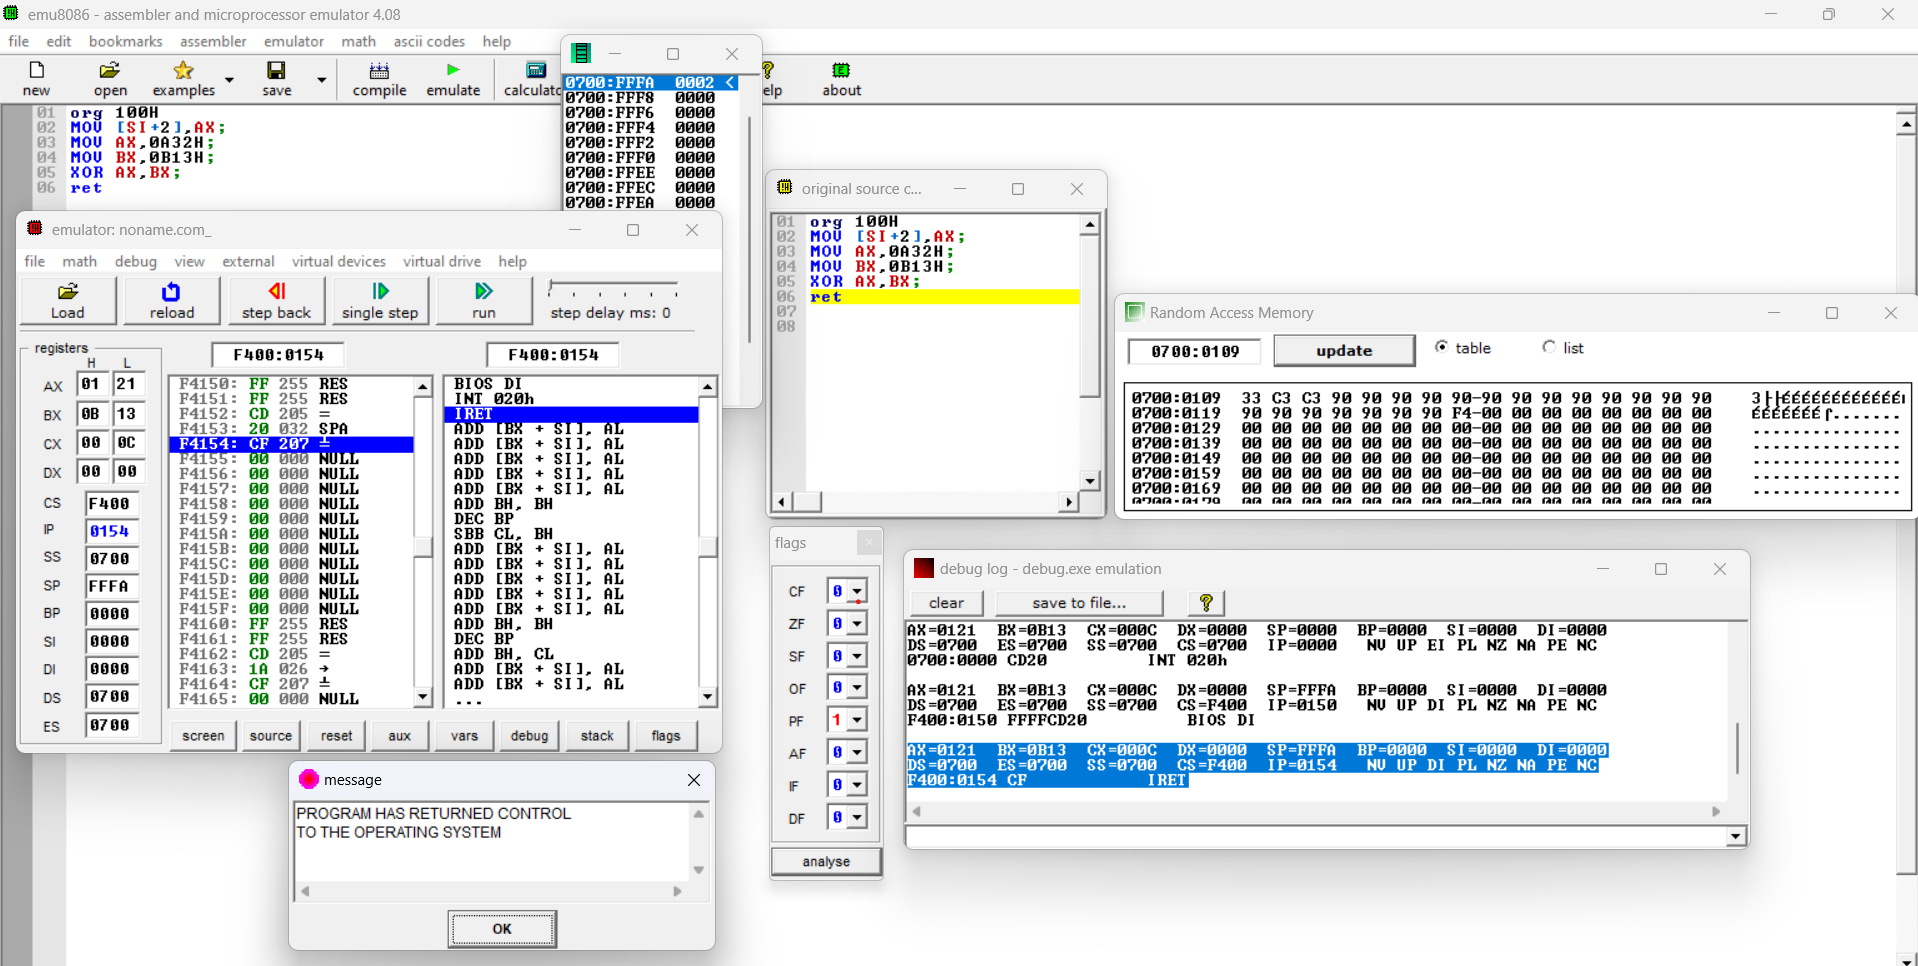 emu8086 - assembler and microprocessor emulator 4.08
file edit bookmarks assembler emulator math ascii codes help
new open examples save compile emulate calculato elp about
01 org 100H
02 MOV [SI+2],AX;
03 MOV AX,0A32H;
04 MOV BX,0B13H;
05 XOR AX,BX;
06 ret
0700:FFFA 0002 <
0700:FFF8 0000
0700:FFF6 0000
0700:FFF4 0000
0700:FFF2 0000
0700:FFF0 0000
0700:FFEE 0000
0700:FFEC 0000
0700:FFEA 0000
original source c...
01 org 100H
02 MOV [SI+2],AX;
03 MOV AX,0A32H;
04 MOV BX,0B13H;
05 XOR AX,BX;
06 ret
07
08
emulator: noname.com_
file math debug view external virtual devices virtual drive help
Load reload step back single step run step delay ms: 0
registers
H L
AX 01 21
BX 0B 13
CX 00 0C
DX 00 00
CS F400
IP 0154
SS 0700
SP FFFA
BP 0000
SI 0000
DI 0000
DS 0700
ES 0700
F400:0154
F4150: FF 255 RES
F4151: FF 255 RES
F4152: CD 205 =
F4153: 20 032 SPA
F4154: CF 207 ╧
F4155: 00 000 NULL
F4156: 00 000 NULL
F4157: 00 000 NULL
F4158: 00 000 NULL
F4159: 00 000 NULL
F415A: 00 000 NULL
F415B: 00 000 NULL
F415C: 00 000 NULL
F415D: 00 000 NULL
F415E: 00 000 NULL
F415F: 00 000 NULL
F4160: FF 255 RES
F4161: FF 255 RES
F4162: CD 205 =
F4163: 1A 026 →
F4164: CF 207 ╧
F4165: 00 000 NULL
F400:0154
BIOS DI
INT 020h
IRET
ADD [BX + SI], AL
ADD [BX + SI], AL
ADD [BX + SI], AL
ADD [BX + SI], AL
ADD [BX + SI], AL
ADD BH, BH
DEC BP
SBB CL, BH
ADD [BX + SI], AL
ADD [BX + SI], AL
ADD [BX + SI], AL
ADD [BX + SI], AL
ADD [BX + SI], AL
ADD BH, BH
DEC BP
ADD BH, CL
ADD [BX + SI], AL
ADD [BX + SI], AL
...
screen source reset aux vars debug stack flags
Random Access Memory
0700:0109 update table list
0700:0109 33 C3 C3 90 90 90 90 90-90 90 90 90 90 90 90 90 3├├ÉÉÉÉÉÉÉÉÉÉÉÉÉ
0700:0119 90 90 90 90 90 90 90 F4-00 00 00 00 00 00 00 00 ÉÉÉÉÉÉÉ⌠........
0700:0129 00 00 00 00 00 00 00 00-00 00 00 00 00 00 00 00 ................
0700:0139 00 00 00 00 00 00 00 00-00 00 00 00 00 00 00 00 ................
0700:0149 00 00 00 00 00 00 00 00-00 00 00 00 00 00 00 00 ................
0700:0159 00 00 00 00 00 00 00 00-00 00 00 00 00 00 00 00 ................
0700:0169 00 00 00 00 00 00 00 00-00 00 00 00 00 00 00 00 ................
0700:0179 00 00 00 00 00 00 00 00-00 00 00 00 00 00 00 00
flags
CF 0
ZF 0
SF 0
OF 0
PF 1
AF 0
IF 0
DF 0
analyse
debug log - debug.exe emulation
clear save to file... ?
AX=0121 BX=0B13 CX=000C DX=0000 SP=0000 BP=0000 SI=0000 DI=0000
DS=0700 ES=0700 SS=0700 CS=0700 IP=0000 NV UP EI PL NZ NA PE NC
0700:0000 CD20 INT 020h
AX=0121 BX=0B13 CX=000C DX=0000 SP=FFFA BP=0000 SI=0000 DI=0000
DS=0700 ES=0700 SS=0700 CS=F400 IP=0150 NV UP DI PL NZ NA PE NC
F400:0150 FFFFCD20 BIOS DI
AX=0121 BX=0B13 CX=000C DX=0000 SP=FFFA BP=0000 SI=0000 DI=0000
DS=0700 ES=0700 SS=0700 CS=F400 IP=0154 NV UP DI PL NZ NA PE NC
F400:0154 CF IRET
message
PROGRAM HAS RETURNED CONTROL
TO THE OPERATING SYSTEM
OK